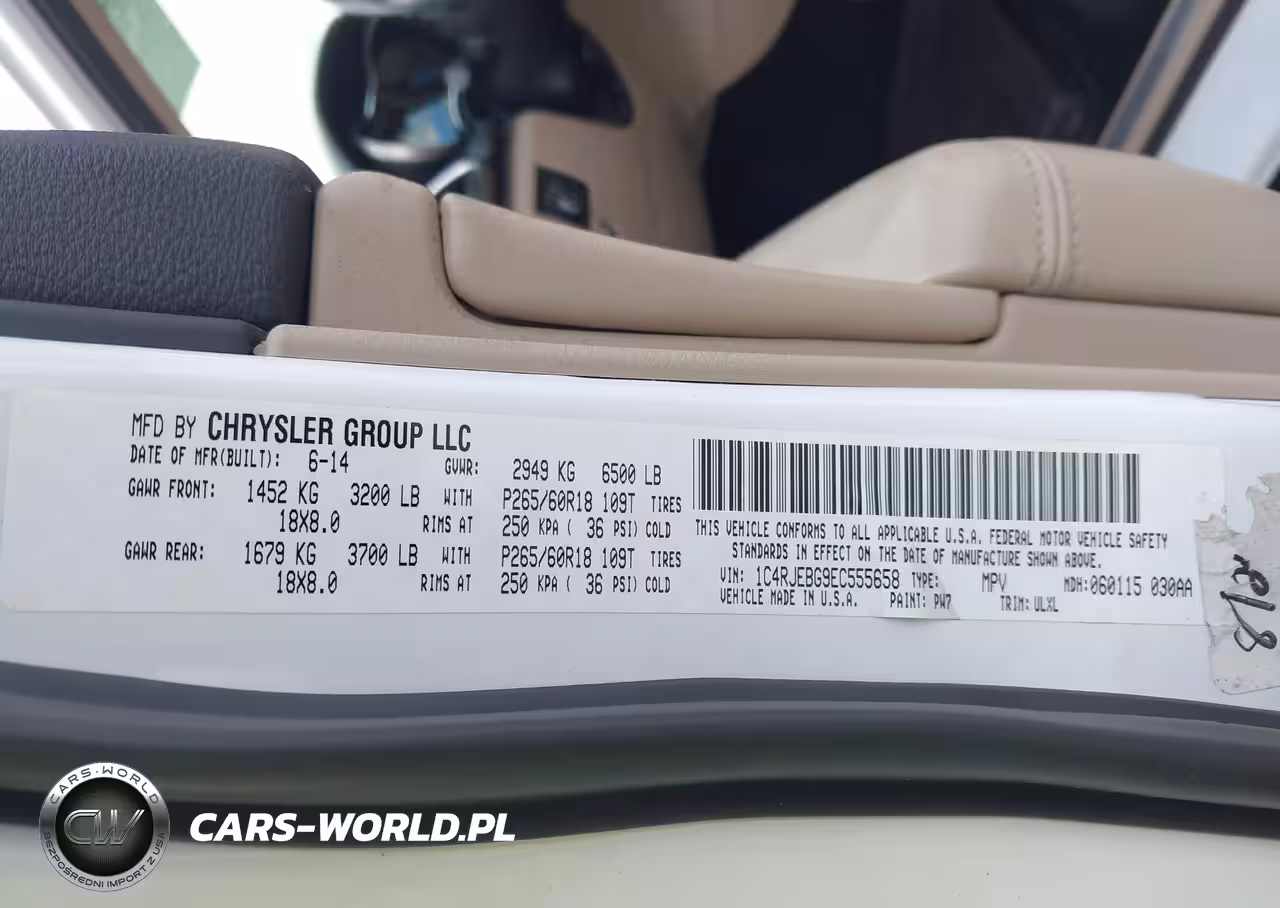 MFD BY CHRYSLER GROUP LLC
DATE OF MFR(BUILT): 6-14 GVWR: 2949 KG 6500 LB
GAWR FRONT: 1452 KG 3200 LB WITH P265/60R18 109T TIRES
18X8.0 RIMS AT 250 KPA ( 36 PSI) COLD
GAWR REAR: 1679 KG 3700 LB WITH P265/60R18 109T TIRES
18X8.0 RIMS AT 250 KPA ( 36 PSI) COLD
THIS VEHICLE CONFORMS TO ALL APPLICABLE U.S.A. FEDERAL MOTOR VEHICLE SAFETY
STANDARDS IN EFFECT ON THE DATE OF MANUFACTURE SHOWN ABOVE.
VIN: 1C4RJEBG9EC555658 TYPE: MPV MDH:060115 030AA
VEHICLE MADE IN U.S.A. PAINT: PW7 TRIM: ULXL
CARS-WORLD
CW
BEZPOŚREDNI IMPORT Z USA
CARS-WORLD.PL